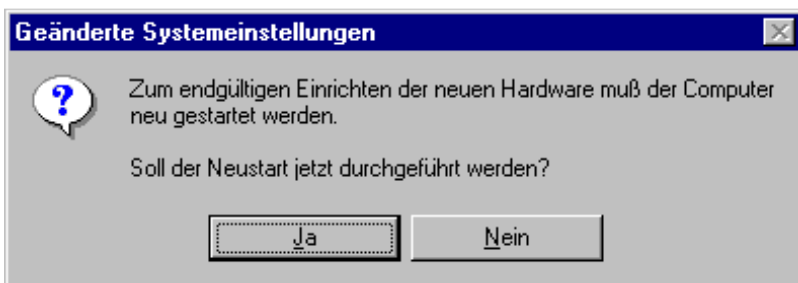 Geänderte Systemeinstellungen
Zum endgültigen Einrichten der neuen Hardware muß der Computer
neu gestartet werden.
Soll der Neustart jetzt durchgeführt werden?
Ja Nein